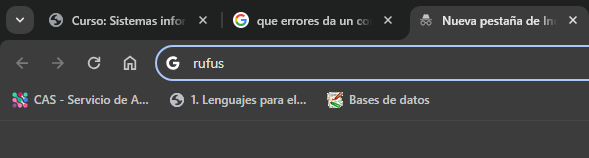 Curso: Sistemas infor
que errores da un co
Nueva pestaña de In
rufus
CAS - Servicio de A...
1. Lenguajes para el...
Bases de datos